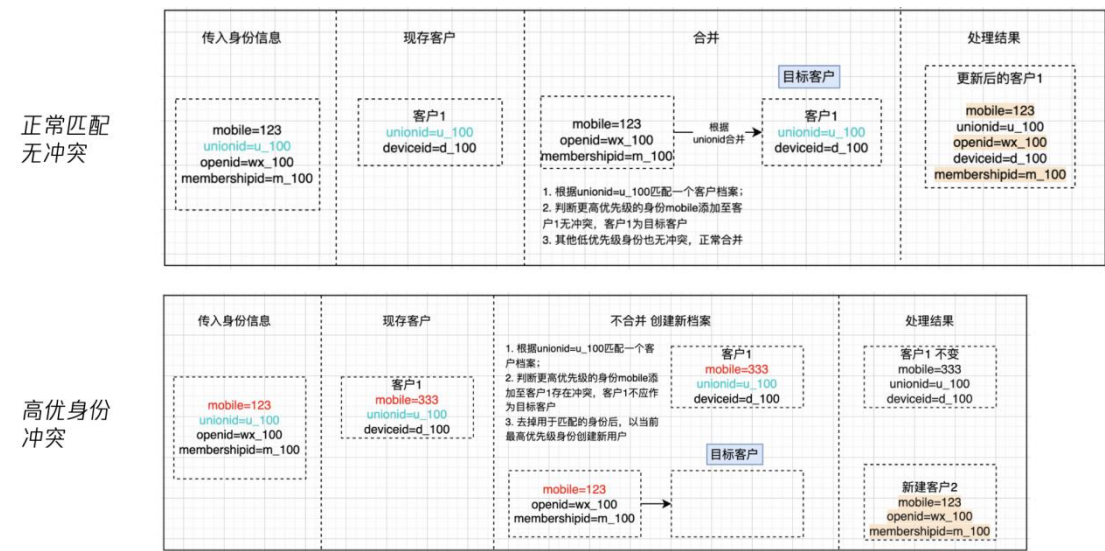 正常匹配
无冲突
传入身份信息
mobile=123
unionid=u_100
openid=wx_100
membershipid=m_100
现存客户
客户1
unionid=u_100
deviceid=d_100
合并
mobile=123
openid=wx_100
membershipid=m_100
根据
unionid合并
目标客户
客户1
unionid=u_100
deviceid=d_100
1. 根据unionid=u_100匹配一个客户档案；
2. 判断更高优先级的身份mobile添加至客
户1无冲突，客户1为目标客户
3. 其他低优先级身份也无冲突，正常合并
处理结果
更新后的客户1
mobile=123
unionid=u_100
openid=wx_100
deviceid=d_100
membershipid=m_100
高优身份
冲突
传入身份信息
mobile=123
unionid=u_100
openid=wx_100
membershipid=m_100
现存客户
客户1
mobile=333
unionid=u_100
deviceid=d_100
不合并 创建新档案
1. 根据unionid=u_100匹配一个客
户档案；
2. 判断更高优先级的身份mobile添
加至客户1存在冲突，客户1不应作
为目标客户
3. 去掉用于匹配的身份后，以当前
最高优先级身份创建新用户
客户1
mobile=333
unionid=u_100
deviceid=d_100
目标客户
mobile=123
openid=wx_100
membershipid=m_100
处理结果
客户1 不变
mobile=333
unionid=u_100
deviceid=d_100
新建客户2
mobile=123
openid=wx_100
membershipid=m_100